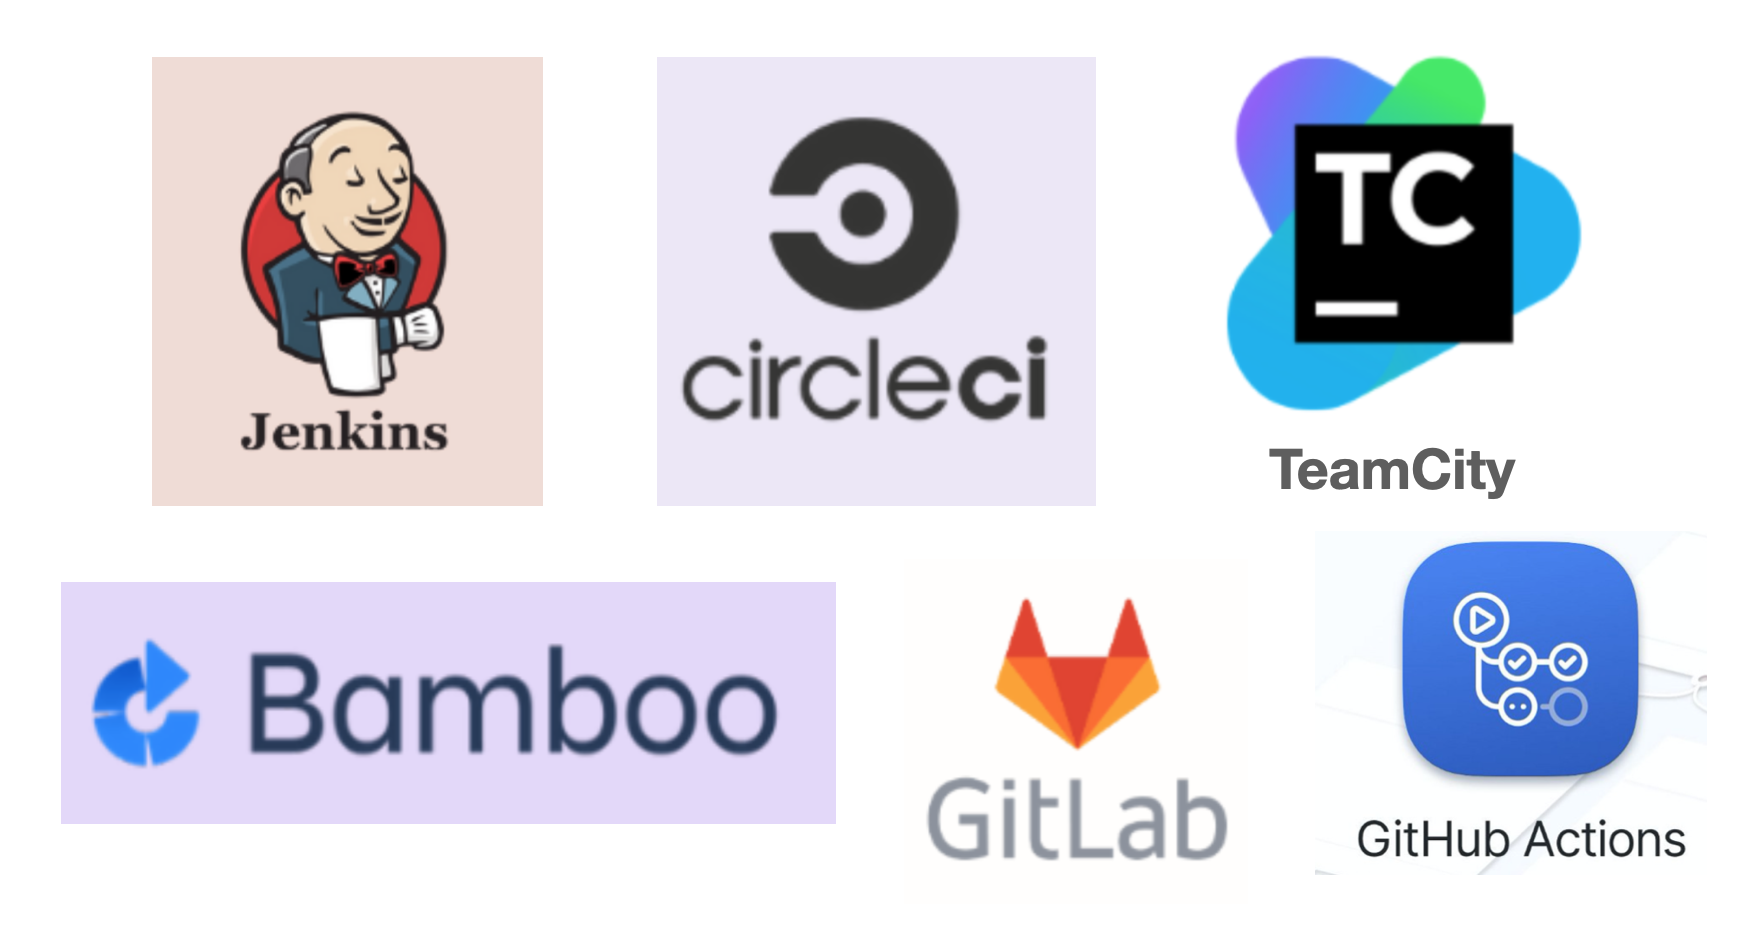 Jenkins
circleci
TC
TeamCity
Bamboo
GitLab
GitHub Actions